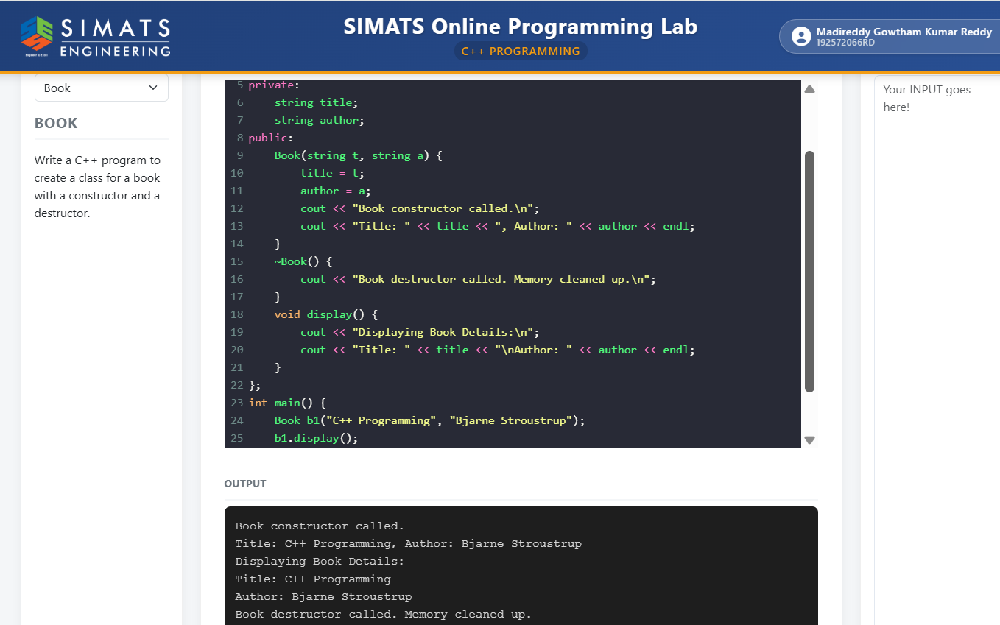 SIMATS
ENGINEERING
Engineer to Excel
SIMATS Online Programming Lab
C++ PROGRAMMING
Madireddy Gowtham Kumar Reddy
192572066RD
Book
BOOK
Write a C++ program to
create a class for a book
with a constructor and a
destructor.
5 private:
6     string title;
7     string author;
8 public:
9     Book(string t, string a) {
10         title = t;
11         author = a;
12         cout << "Book constructor called.\n";
13         cout << "Title: " << title << ", Author: " << author << endl;
14     }
15     ~Book() {
16         cout << "Book destructor called. Memory cleaned up.\n";
17     }
18     void display() {
19         cout << "Displaying Book Details:\n";
20         cout << "Title: " << title << "\nAuthor: " << author << endl;
21     }
22 };
23 int main() {
24     Book b1("C++ Programming", "Bjarne Stroustrup");
25     b1.display();
OUTPUT
Book constructor called.
Title: C++ Programming, Author: Bjarne Stroustrup
Displaying Book Details:
Title: C++ Programming
Author: Bjarne Stroustrup
Book destructor called. Memory cleaned up.
Your INPUT goes
here!